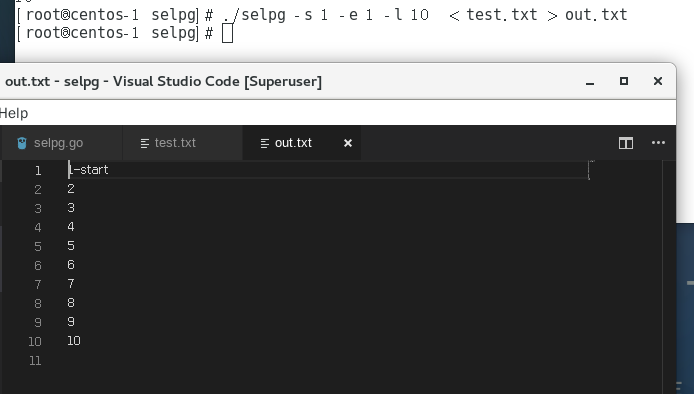 [root@centos-1 selpg]# ./selpg -s 1 -e 1 -l 10 < test.txt > out.txt
[root@centos-1 selpg]#
out.txt - selpg - Visual Studio Code [Superuser]
Help
selpg.go test.txt out.txt
1 1-start
2 2
3 3
4 4
5 5
6 6
7 7
8 8
9 9
10 10
11